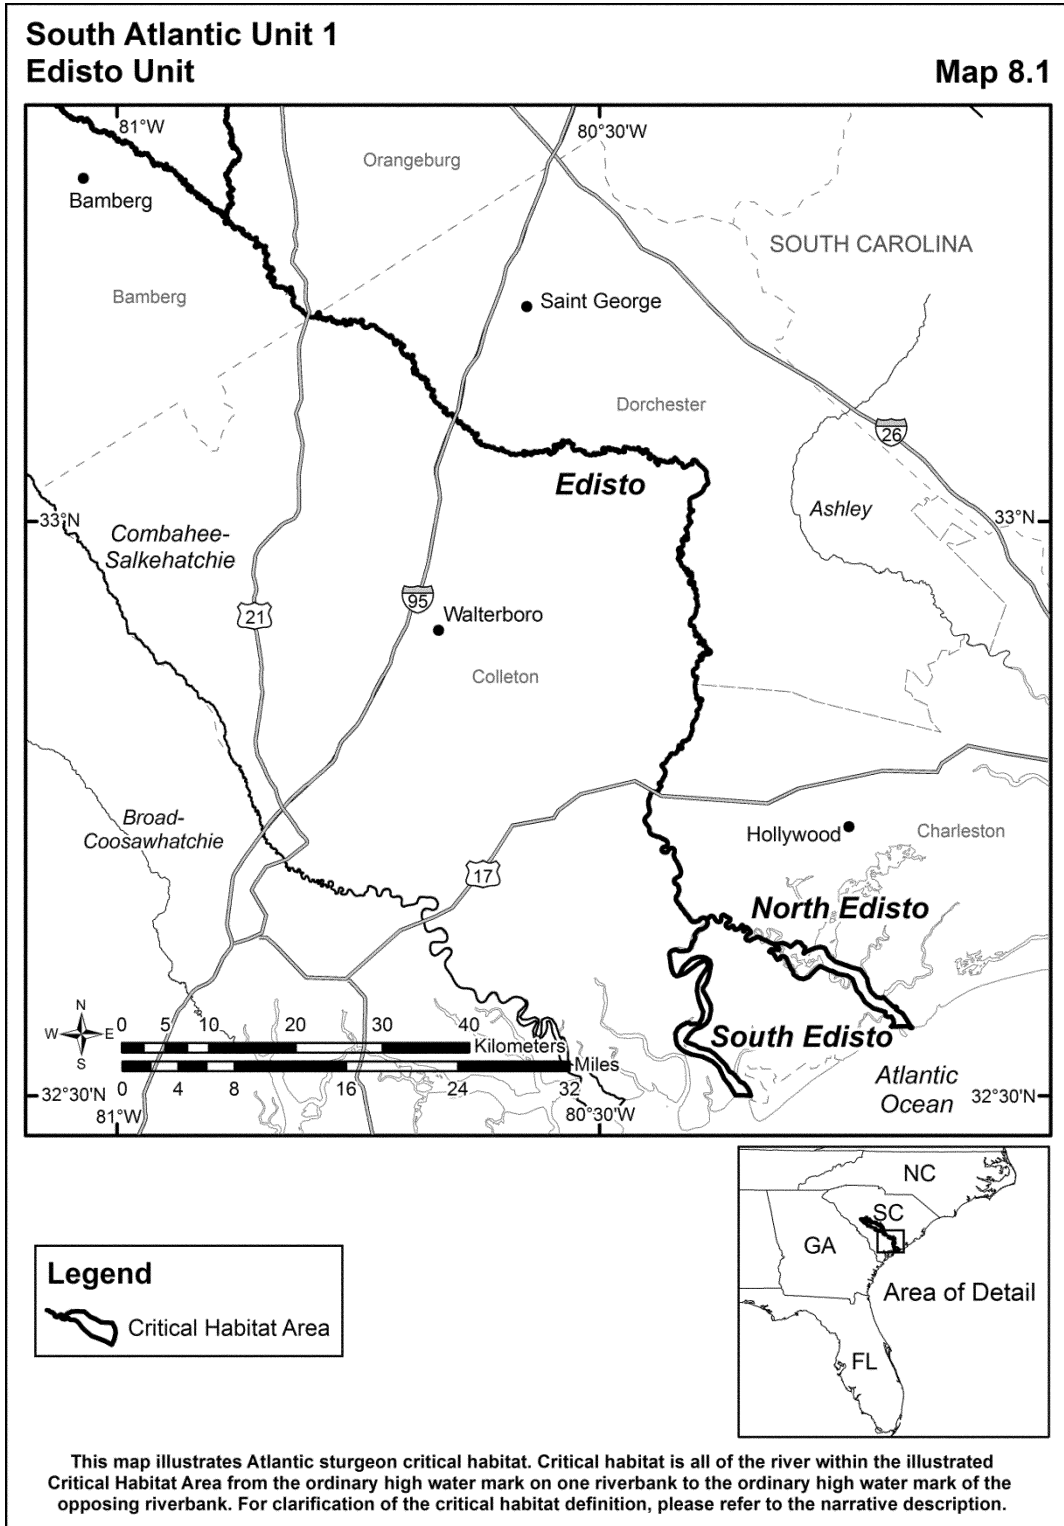 South Atlantic Unit 1
Edisto Unit
Map 8.1
81°W
80°30'W
Orangeburg
Bamberg
SOUTH CAROLINA
Bamberg
Saint George
Dorchester
26
Edisto
33°N
Combahee-
Salkehatchie
Ashley
33°N
21
95
Walterboro
Colleton
Broad-
Coosawhatchie
Hollywood
Charleston
17
North Edisto
N
W E
S
0 5 10 20 30 40
Kilometers
South Edisto
Miles
0 4 8 16 24 32
Atlantic
Ocean
32°30'N
81°W
80°30'W
32°30'N
NC
SC
GA
Area of Detail
FL
Legend
Critical Habitat Area
This map illustrates Atlantic sturgeon critical habitat. Critical habitat is all of the river within the illustrated
Critical Habitat Area from the ordinary high water mark on one riverbank to the ordinary high water mark of the
opposing riverbank. For clarification of the critical habitat definition, please refer to the narrative description.